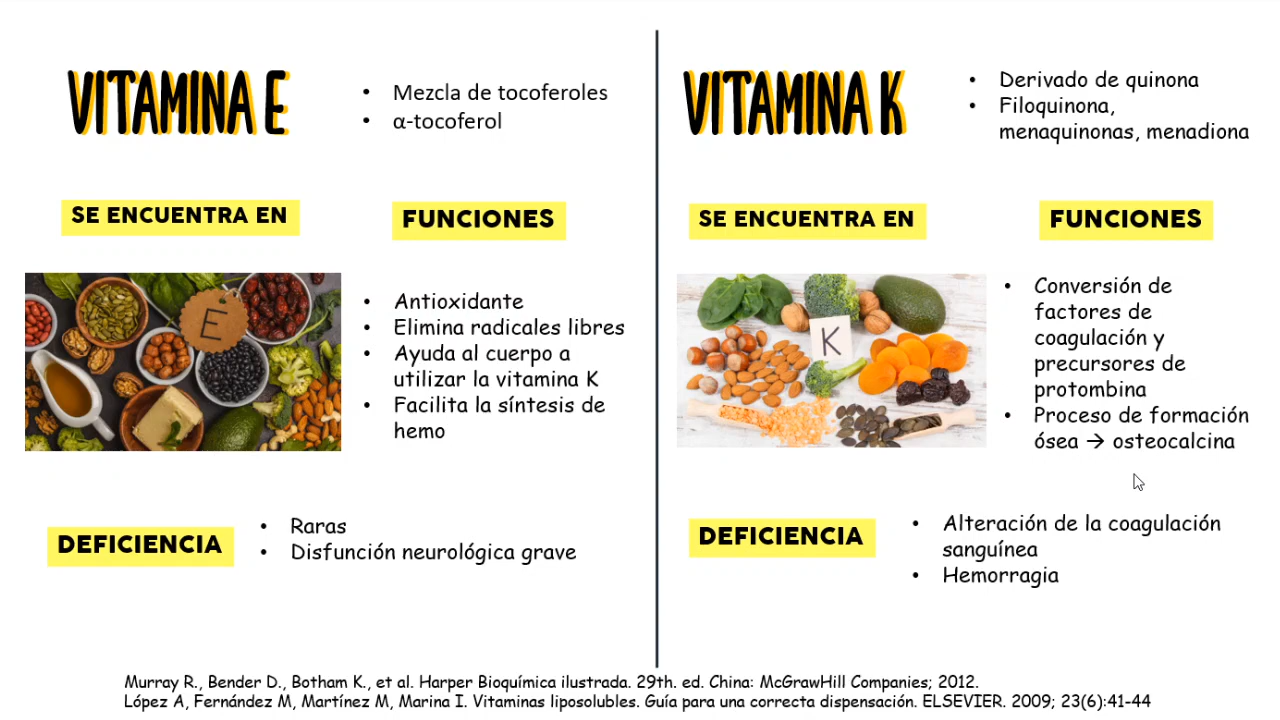 VITAMINA E
• Mezcla de tocoferoles
• α-tocoferol
SE ENCUENTRA EN
FUNCIONES
E
• Antioxidante
• Elimina radicales libres
• Ayuda al cuerpo a
utilizar la vitamina K
• Facilita la síntesis de
hemo
DEFICIENCIA
• Raras
• Disfunción neurológica grave
VITAMINA K
• Derivado de quinona
• Filoquinona,
menaquinonas, menadiona
SE ENCUENTRA EN
FUNCIONES
K
• Conversión de
factores de
coagulación y
precursores de
protombina
• Proceso de formación
ósea → osteocalcina
DEFICIENCIA
• Alteración de la coagulación
sanguínea
• Hemorragia
Murray R., Bender D., Botham K., et al. Harper Bioquímica ilustrada. 29th. ed. China: McGrawHill Companies; 2012.
López A, Fernández M, Martínez M, Marina I. Vitaminas liposolubles. Guía para una correcta dispensación. ELSEVIER. 2009; 23(6):41-44